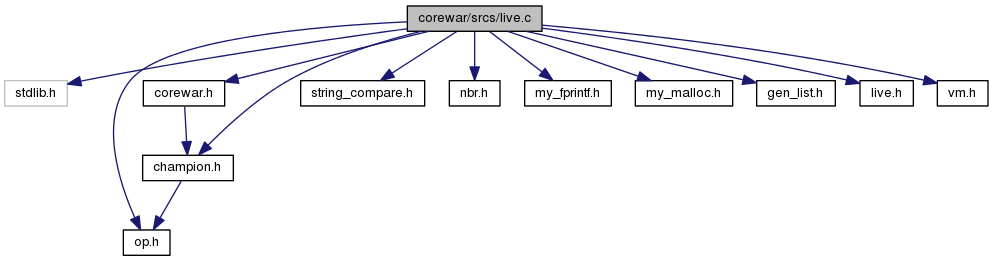 corewar/srcs/live.c
stdlib.h
corewar.h
string_compare.h
nbr.h
my_fprintf.h
my_malloc.h
gen_list.h
live.h
vm.h
champion.h
op.h